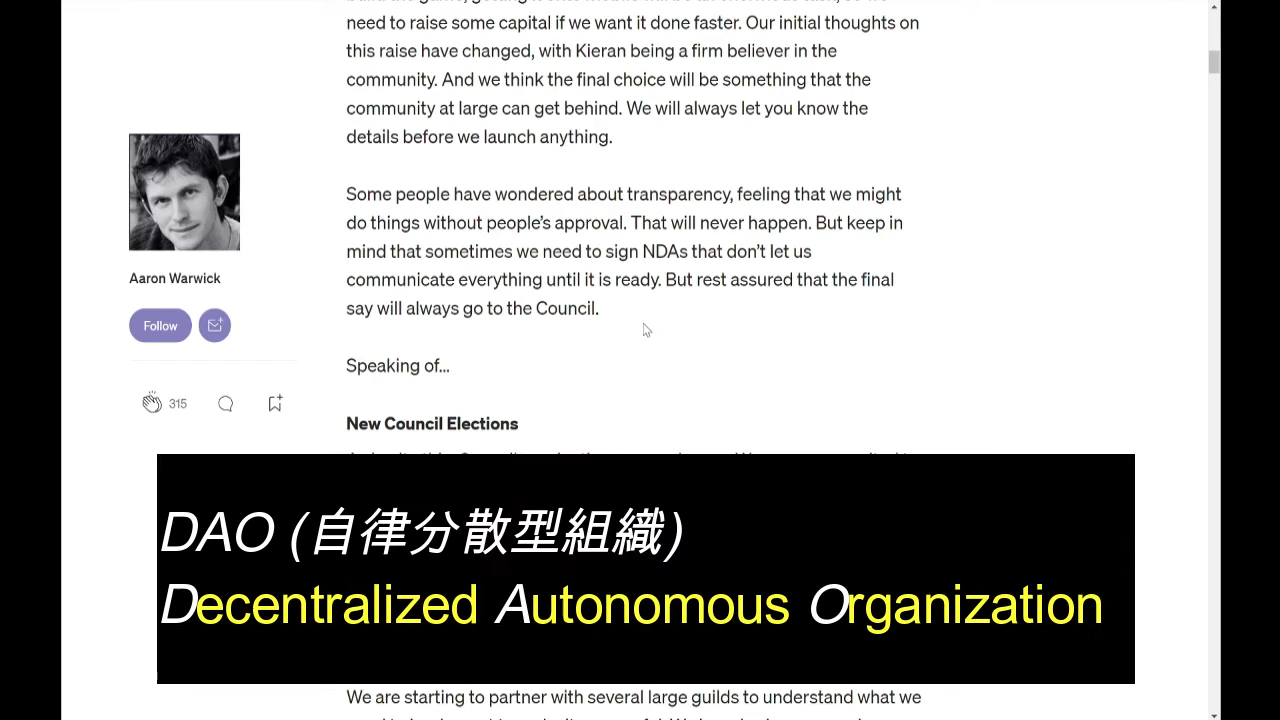 need to raise some capital if we want it done faster. Our initial thoughts on
this raise have changed, with Kieran being a firm believer in the
community. And we think the final choice will be something that the
community at large can get behind. We will always let you know the
details before we launch anything.
Some people have wondered about transparency, feeling that we might
do things without people's approval. That will never happen. But keep in
mind that sometimes we need to sign NDAs that don't let us
communicate everything until it is ready. But rest assured that the final
say will always go to the Council.
Speaking of...
New Council Elections
Aaron Warwick
Follow
315
DAO (自律分散型組織)
Decentralized Autonomous Organization
We are starting to partner with several large guilds to understand what we